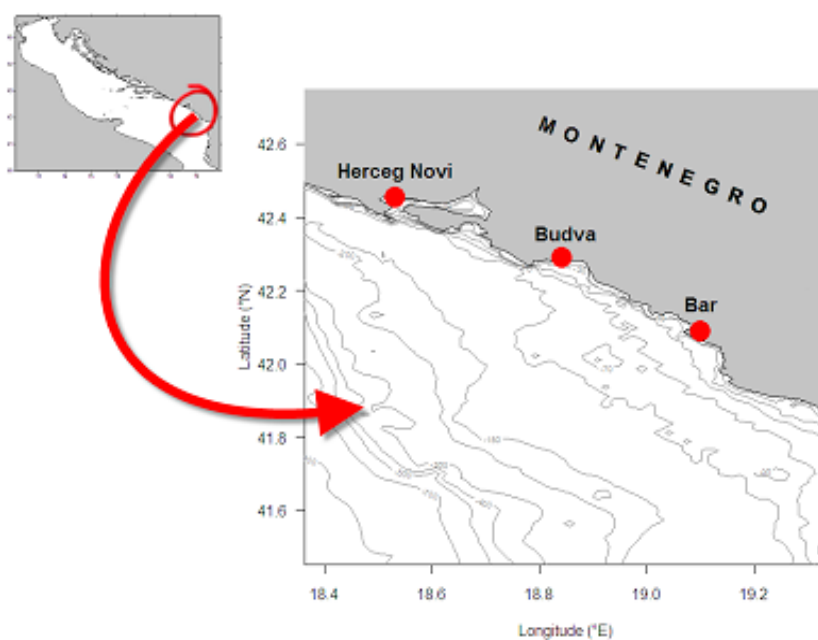 MONTENEGRO
42.6
Herceg Novi
42.4
Budva
42.2
Bar
Latitude (°N)
42.0
41.8
41.6
18.4 18.6 18.8 19.0 19.2
Longitude (°E)